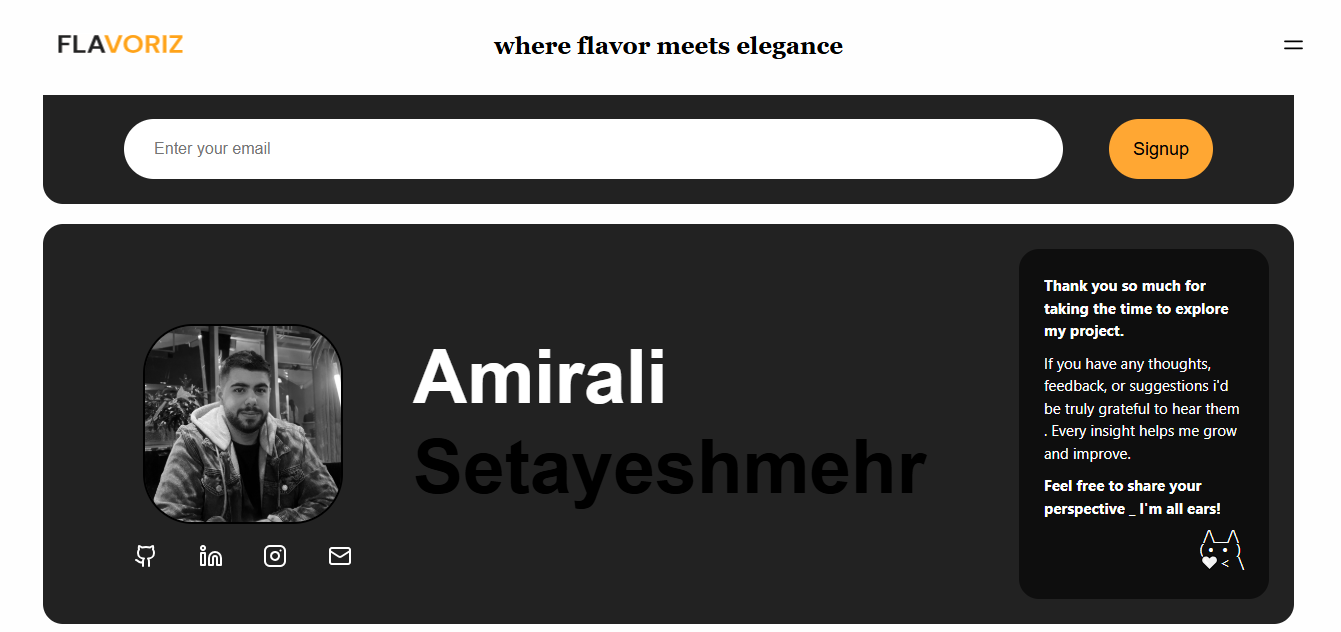 FLAVORIZ
where flavor meets elegance
Enter your email
Signup
Amirali
Setayeshmehr
Thank you so much for
taking the time to explore
my project.
If you have any thoughts,
feedback, or suggestions i'd
be truly grateful to hear them
. Every insight helps me grow
and improve.
Feel free to share your
perspective _ I'm all ears!